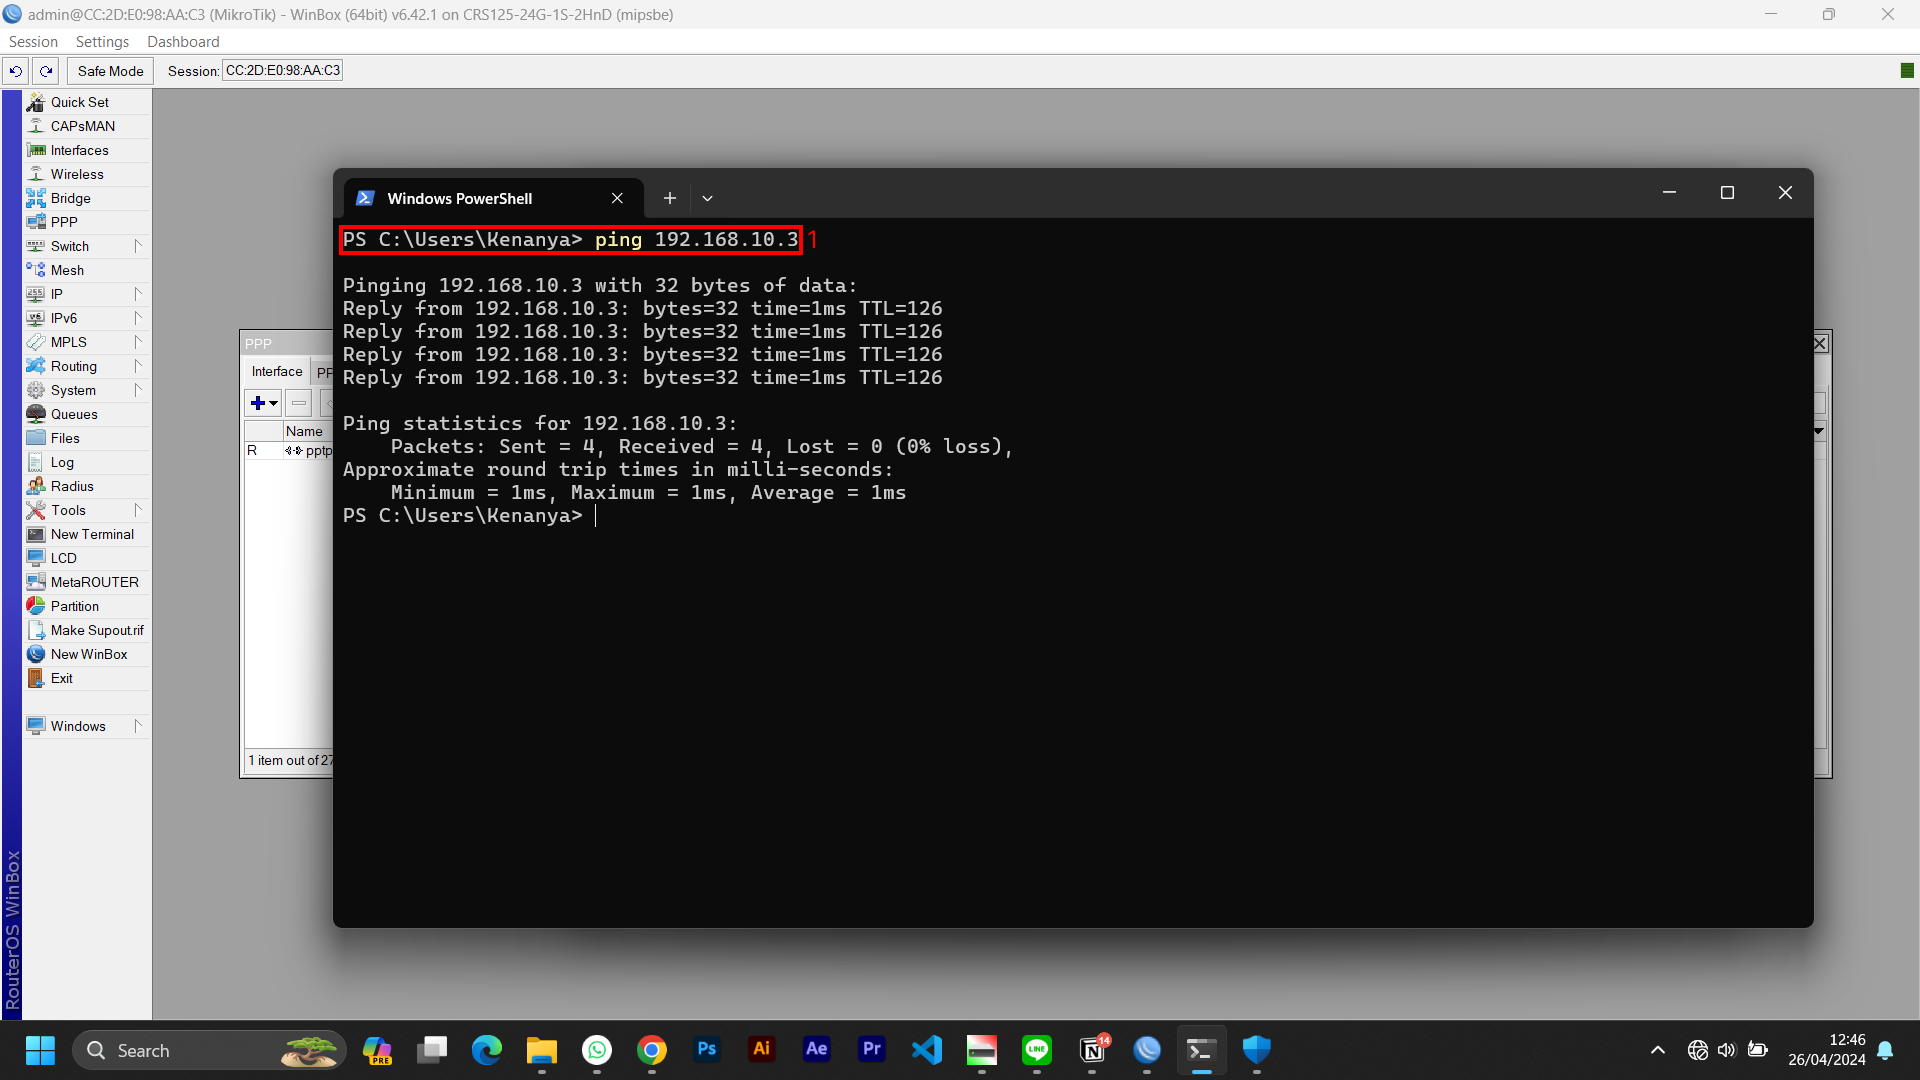 admin@CC:2D:E0:98:AA:C3 (MikroTik) - WinBox (64bit) v6.42.1 on CRS125-24G-1S-2HnD (mipsbe)
Session Settings Dashboard
Safe Mode Session: CC:2D:E0:98:AA:C3
Quick Set
CAPsMAN
Interfaces
Wireless
Bridge
PPP
Switch
Mesh
IP
IPv6
MPLS
Routing
System
Queues
Files
Log
Radius
Tools
New Terminal
LCD
MetaROUTER
Partition
Make Supout.rif
New WinBox
Exit
Windows
RouterOS WinBox
PPP
Interface
Name
R pptp
1 item out of 27
Windows PowerShell
PS C:\Users\Kenanya> ping 192.168.10.3 1
Pinging 192.168.10.3 with 32 bytes of data:
Reply from 192.168.10.3: bytes=32 time=1ms TTL=126
Reply from 192.168.10.3: bytes=32 time=1ms TTL=126
Reply from 192.168.10.3: bytes=32 time=1ms TTL=126
Reply from 192.168.10.3: bytes=32 time=1ms TTL=126
Ping statistics for 192.168.10.3:
Packets: Sent = 4, Received = 4, Lost = 0 (0% loss),
Approximate round trip times in milli-seconds:
Minimum = 1ms, Maximum = 1ms, Average = 1ms
PS C:\Users\Kenanya>
Search
PRE
Ps
Ai
Ae
Pr
LINE
14
12:46
26/04/2024